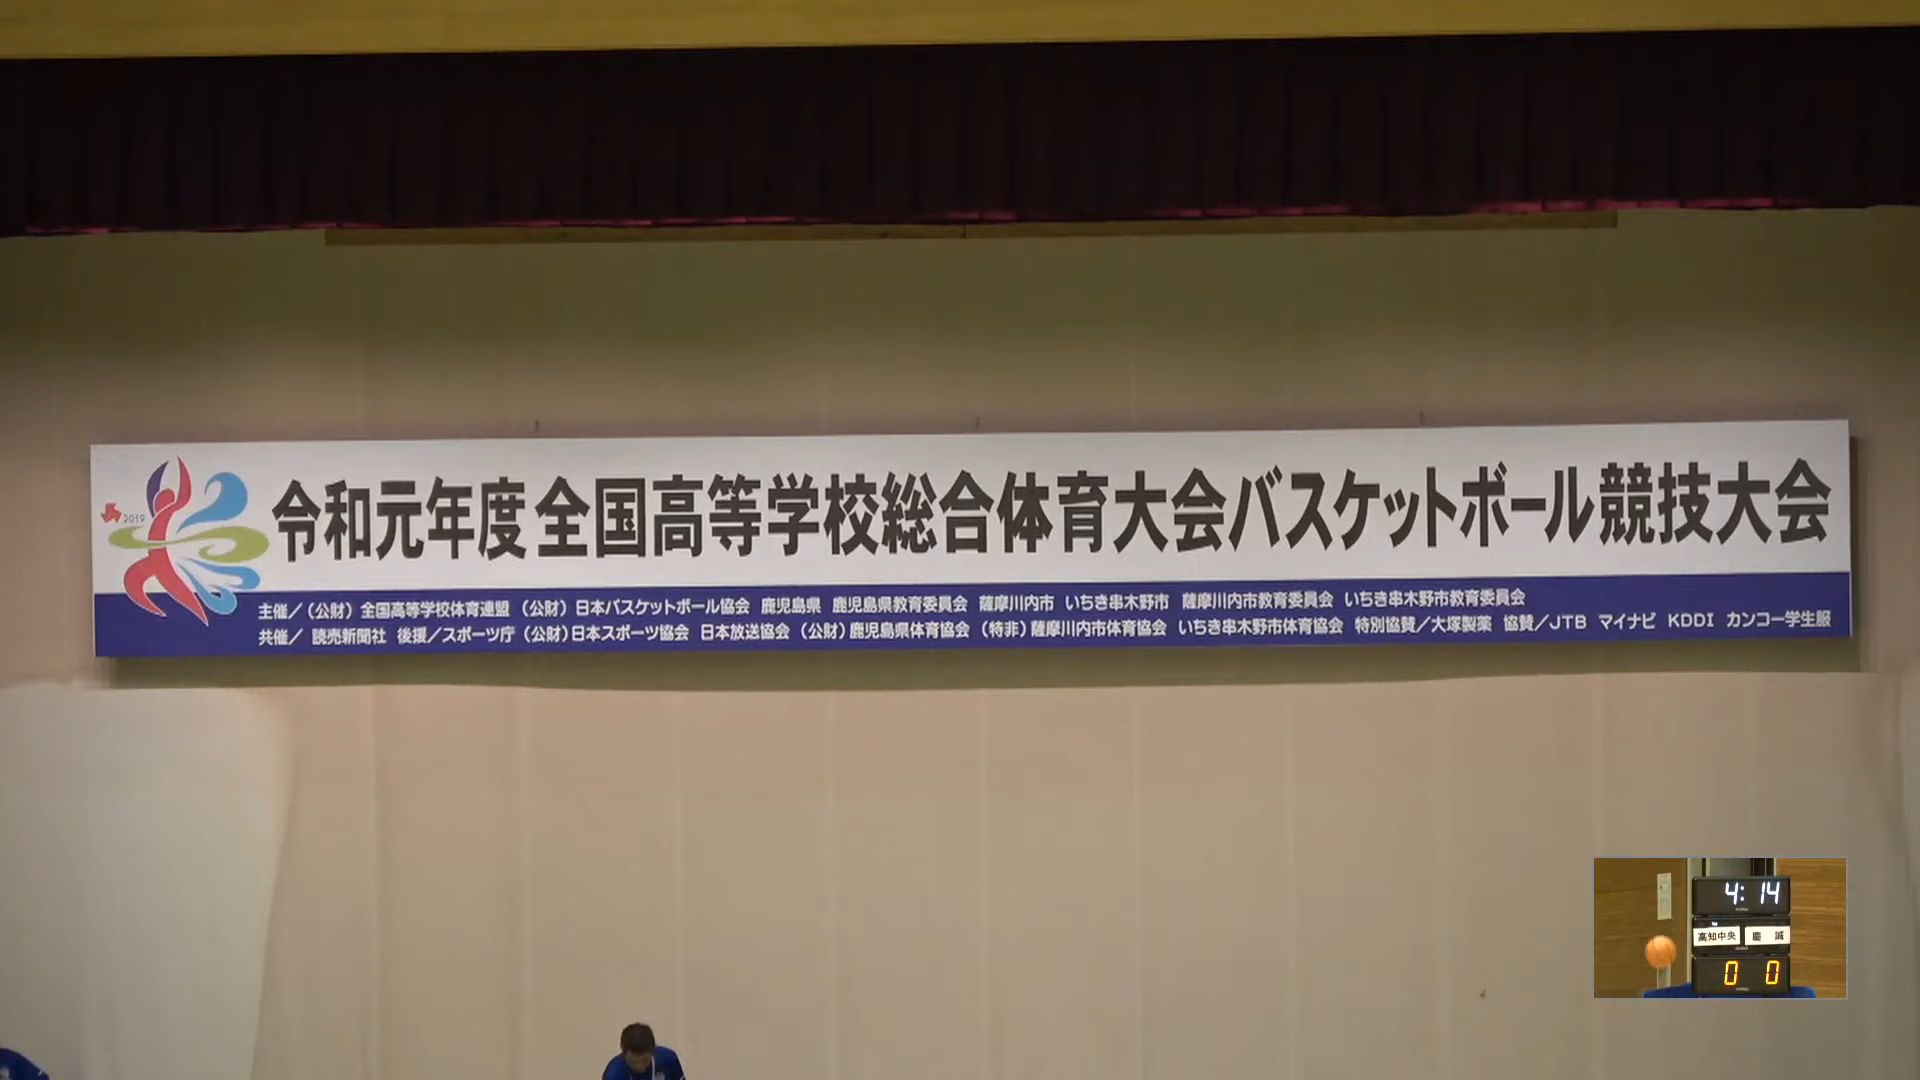 2019
令和元年度 全国高等学校総合体育大会バスケットボール競技大会
主催／（公財）全国高等学校体育連盟 （公財）日本バスケットボール協会 鹿児島県 鹿児島県教育委員会 薩摩川内市 いちき串木野市 薩摩川内市教育委員会 いちき串木野市教育委員会
共催／ 読売新聞社 後援／スポーツ庁（公財）日本スポーツ協会 日本放送協会（公財）鹿児島県体育協会（特非）薩摩川内市体育協会 いちき串木野市体育協会 特別協賛／大塚製薬 協賛／JTB マイナビ KDDI カンコー学生服
4:14
高知中央 慶誠
0 0